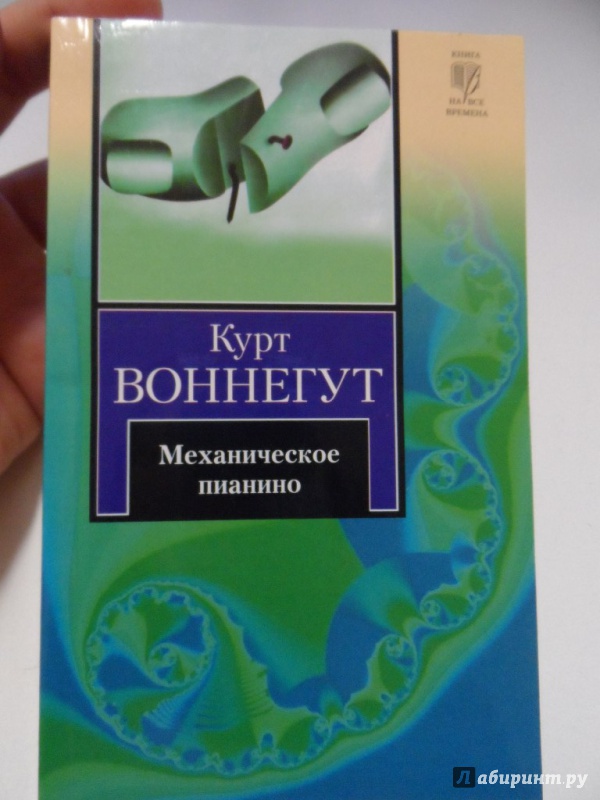 КНИГА
НА ВСЕ
ВРЕМЕНА
Курт
ВОННЕГУТ
Механическое
пианино
Лабиринт.ру